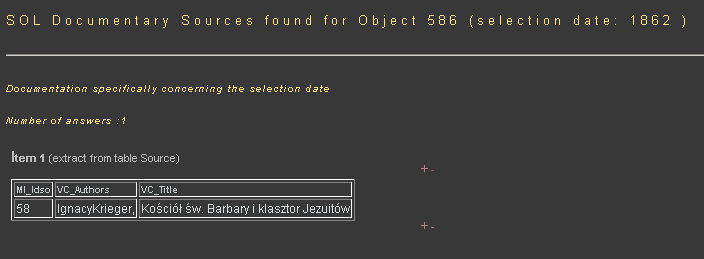 SOL Documentary Sources found for Object 586 (selection date: 1862 )
Documentation specifically concerning the selection date
Number of answers :1
Item 1 (extract from table Source)
+ -
MI_Idso VC_Authors VC_Title
58 IgnacyKrieger, Kościół św. Barbary i klasztor Jezuitów
+ -